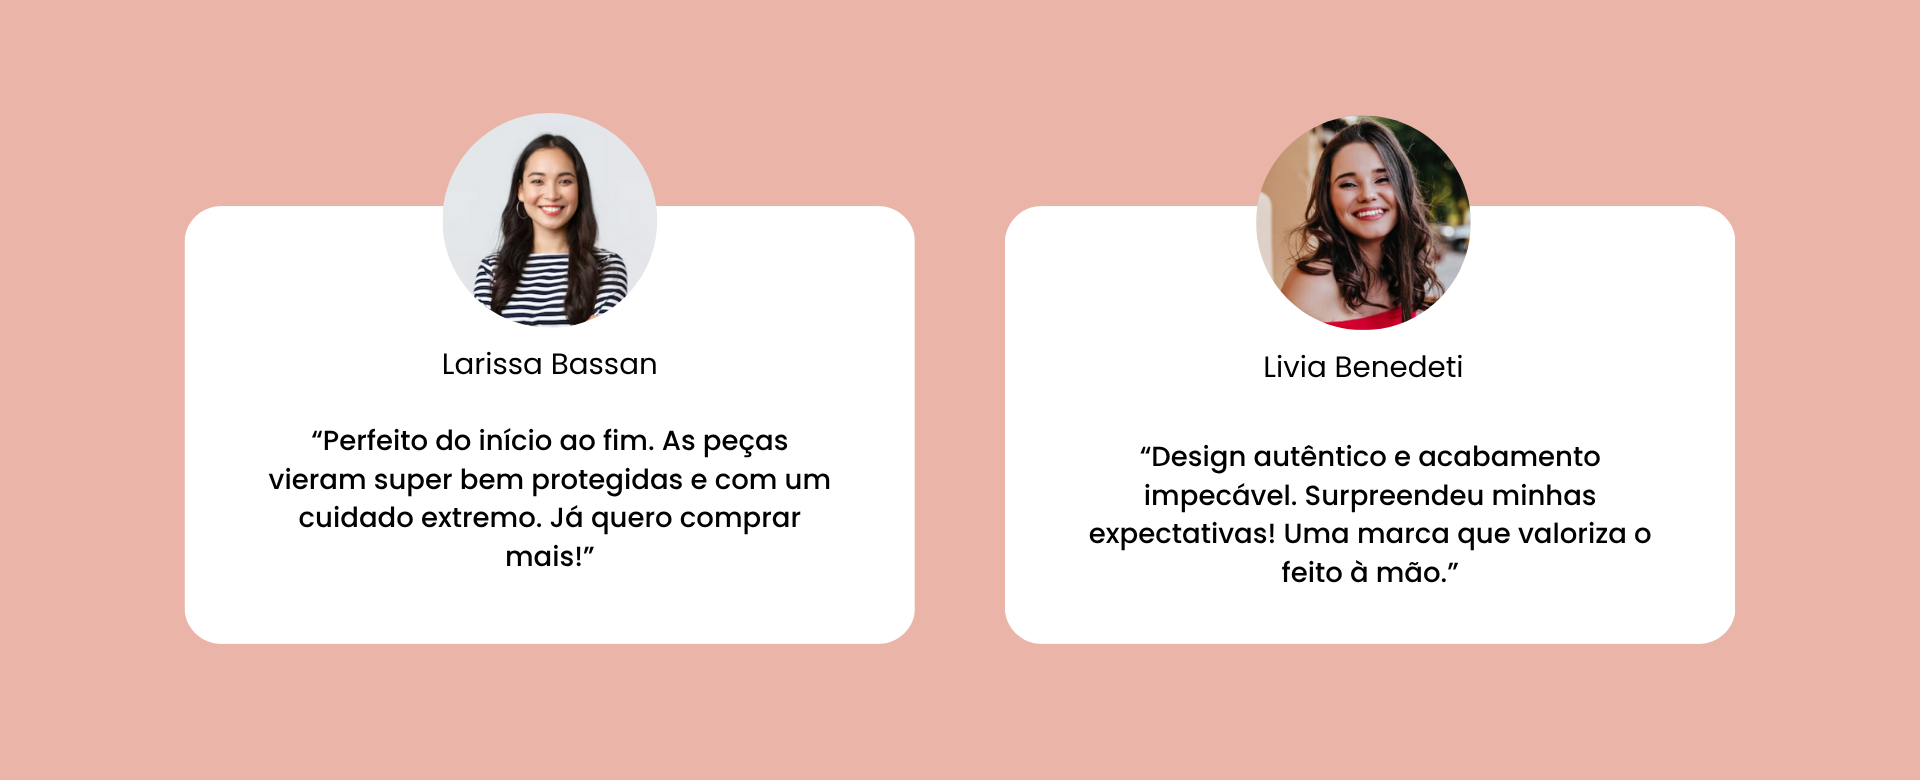 Larissa Bassan
“Perfeito do início ao fim. As peças
vieram super bem protegidas e com um
cuidado extremo. Já quero comprar
mais!”
Livia Benedeti
“Design autêntico e acabamento
impecável. Surpreendeu minhas
expectativas! Uma marca que valoriza o
feito à mão.”